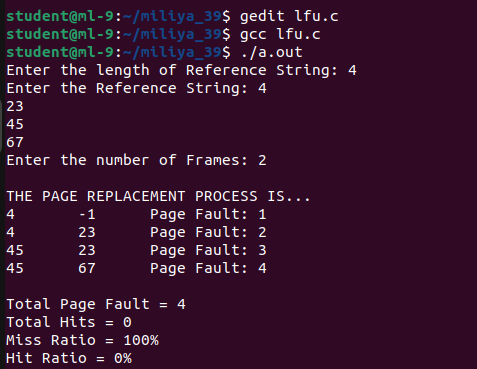 student@ml-9:~/miliya_39$ gedit lfu.c
student@ml-9:~/miliya_39$ gcc lfu.c
student@ml-9:~/miliya_39$ ./a.out
Enter the length of Reference String: 4
Enter the Reference String: 4
23
45
67
Enter the number of Frames: 2

THE PAGE REPLACEMENT PROCESS IS...
4       -1      Page Fault: 1
4       23      Page Fault: 2
45      23      Page Fault: 3
45      67      Page Fault: 4

Total Page Fault = 4
Total Hits = 0
Miss Ratio = 100%
Hit Ratio = 0%